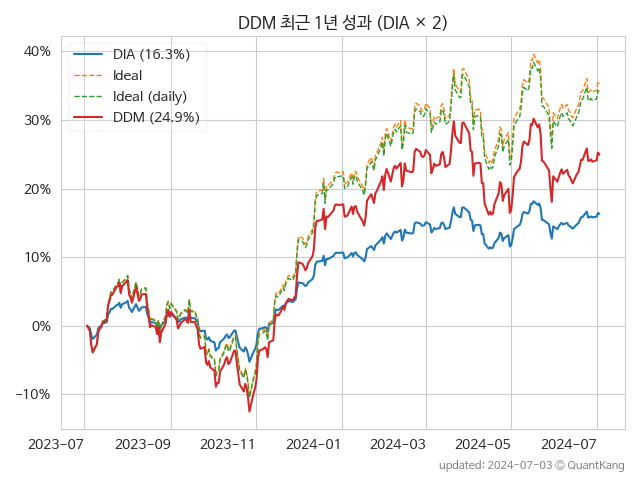 DDM 최근 1년 성과 (DIA × 2)
40%
30%
20%
10%
0%
−10%
DIA (16.3%)
Ideal
Ideal (daily)
DDM (24.9%)
2023−07
2023−09
2023−11
2024−01
2024−03
2024−05
2024−07
updated: 2024-07-03 © QuantKang